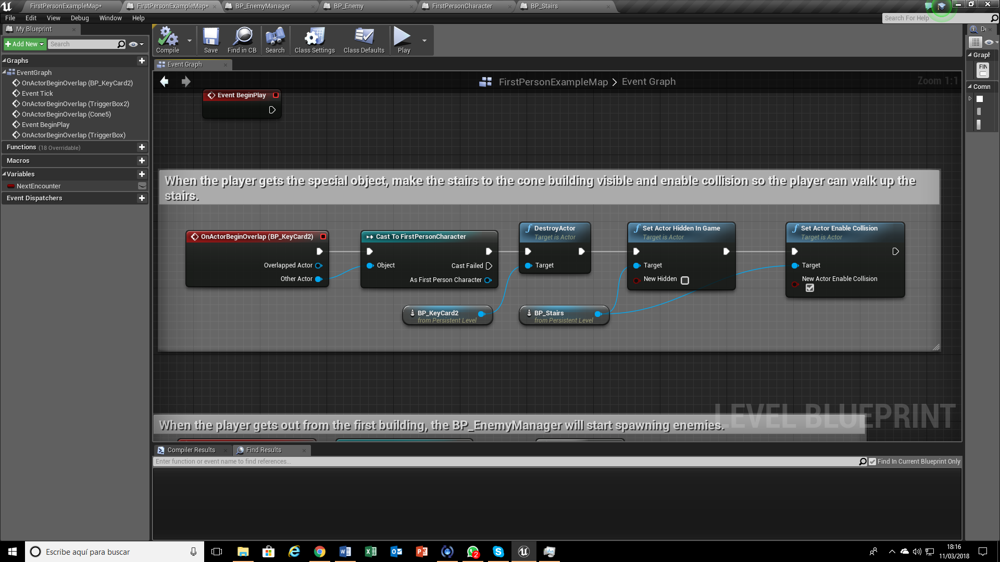 FirstPersonExampleMap*
FirstPersonExampleMap*
BP_EnemyManager
BP_Enemy
FirstPersonCharacter
BP_Stairs
File Edit View Debug Window Help
Search For Help
My Blueprint
Add New
Search
Compile
Save
Find in CB
Search
Class Settings
Class Defaults
Play
Graphs
EventGraph
OnActorBeginOverlap (BP_KeyCard2)
Event Tick
OnActorBeginOverlap (TriggerBox2)
OnActorBeginOverlap (Cone5)
Event BeginPlay
OnActorBeginOverlap (TriggerBox)
Functions (18 Overridable)
Macros
Variables
NextEncounter
Event Dispatchers
Event Graph
FirstPersonExampleMap > Event Graph
Zoom 1:1
Event BeginPlay
When the player gets the special object, make the stairs to the cone building visible and enable collision so the player can walk up the
stairs.
OnActorBeginOverlap (BP_KeyCard2)
Overlapped Actor
Other Actor
Cast To FirstPersonCharacter
Object
Cast Failed
As First Person Character
DestroyActor
Target is Actor
Target
Set Actor Hidden In Game
Target is Actor
Target
New Hidden
Set Actor Enable Collision
Target is Actor
Target
New Actor Enable Collision
BP_KeyCard2
from Persistent Level
BP_Stairs
from Persistent Level
LEVEL BLUEPRINT
When the player gets out from the first building, the BP_EnemyManager will start spawning enemies.
Compiler Results
Find Results
Enter function or event name to find references...
Find In Current Blueprint Only
Graph
FIN
Comn
Escribe aquí para buscar
2
18:16
11/03/2018